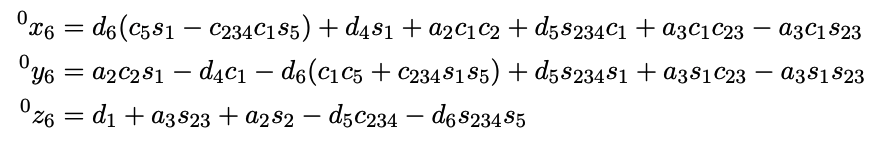 ⁰x₆ = d₆(c₅s₁ − c₂₃₄c₁s₅) + d₄s₁ + a₂c₁c₂ + d₅s₂₃₄c₁ + a₃c₁c₂₃ − a₃c₁s₂₃
⁰y₆ = a₂c₂s₁ − d₄c₁ − d₆(c₁c₅ + c₂₃₄s₁s₅) + d₅s₂₃₄s₁ + a₃s₁c₂₃ − a₃s₁s₂₃
⁰z₆ = d₁ + a₃s₂₃ + a₂s₂ − d₅c₂₃₄ − d₆s₂₃₄s₅